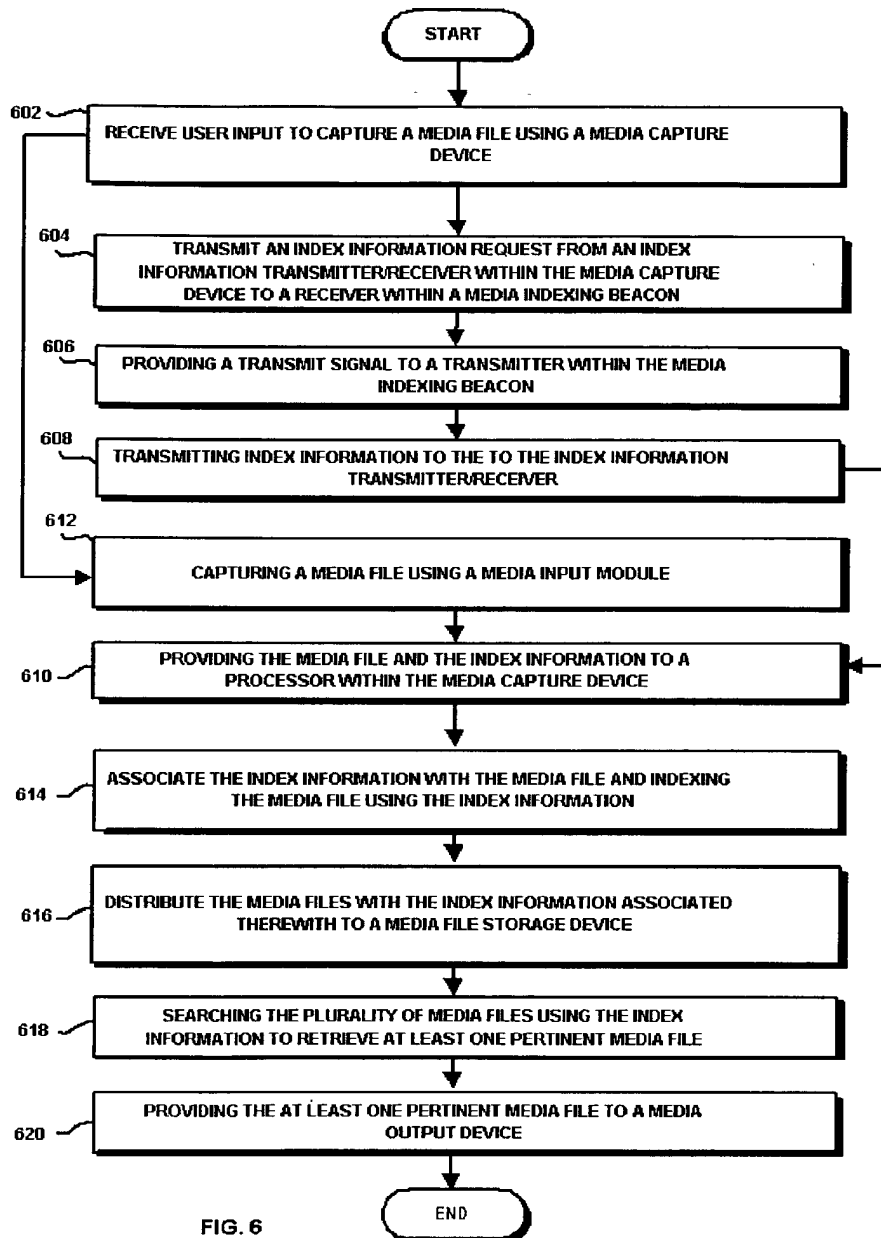 START
602
RECEIVE USER INPUT TO CAPTURE A MEDIA FILE USING A MEDIA CAPTURE
DEVICE
604
TRANSMIT AN INDEX INFORMATION REQUEST FROM AN INDEX
INFORMATION TRANSMITTER/RECEIVER WITHIN THE MEDIA CAPTURE
DEVICE TO A RECEIVER WITHIN A MEDIA INDEXING BEACON
606
PROVIDING A TRANSMIT SIGNAL TO A TRANSMITTER WITHIN THE MEDIA
INDEXING BEACON
608
TRANSMITTING INDEX INFORMATION TO THE TO THE INDEX INFORMATION
TRANSMITTER/RECEIVER
612
CAPTURING A MEDIA FILE USING A MEDIA INPUT MODULE
610
PROVIDING THE MEDIA FILE AND THE INDEX INFORMATION TO A
PROCESSOR WITHIN THE MEDIA CAPTURE DEVICE
614
ASSOCIATE THE INDEX INFORMATION WITH THE MEDIA FILE AND INDEXING
THE MEDIA FILE USING THE INDEX INFORMATION
616
DISTRIBUTE THE MEDIA FILES WITH THE INDEX INFORMATION ASSOCIATED
THEREWITH TO A MEDIA FILE STORAGE DEVICE
618
SEARCHING THE PLURALITY OF MEDIA FILES USING THE INDEX
INFORMATION TO RETRIEVE AT LEAST ONE PERTINENT MEDIA FILE
620
PROVIDING THE AT LEAST ONE PERTINENT MEDIA FILE TO A MEDIA
OUTPUT DEVICE
END
FIG. 6